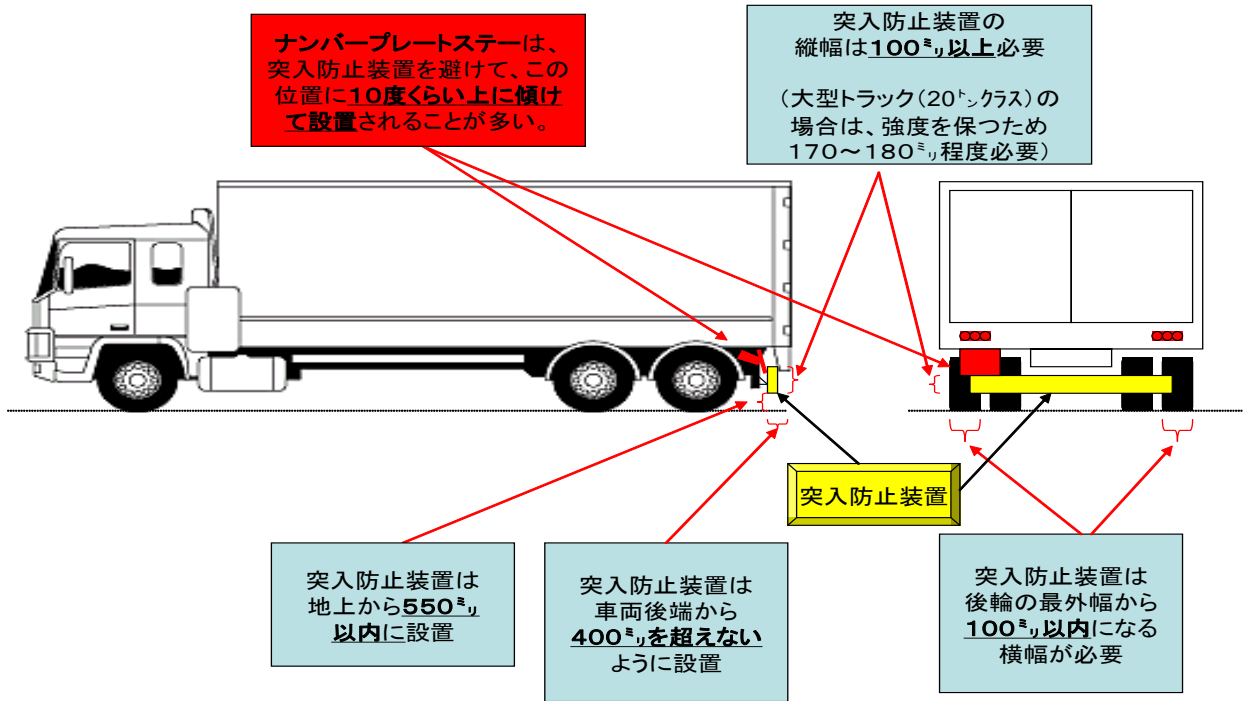 ナンバープレートステーは、
突入防止装置を避けて、この
位置に10度くらい上に傾け
て設置されることが多い。
突入防止装置の
縦幅は100㍉以上必要
(大型トラック(20㌧クラス)の
場合は、強度を保つため
170～180㍉程度必要)
突入防止装置
突入防止装置は
地上から550㍉
以内に設置
突入防止装置は
車両後端から
400㍉を超えない
ように設置
突入防止装置は
後輪の最外幅から
100㍉以内になる
横幅が必要